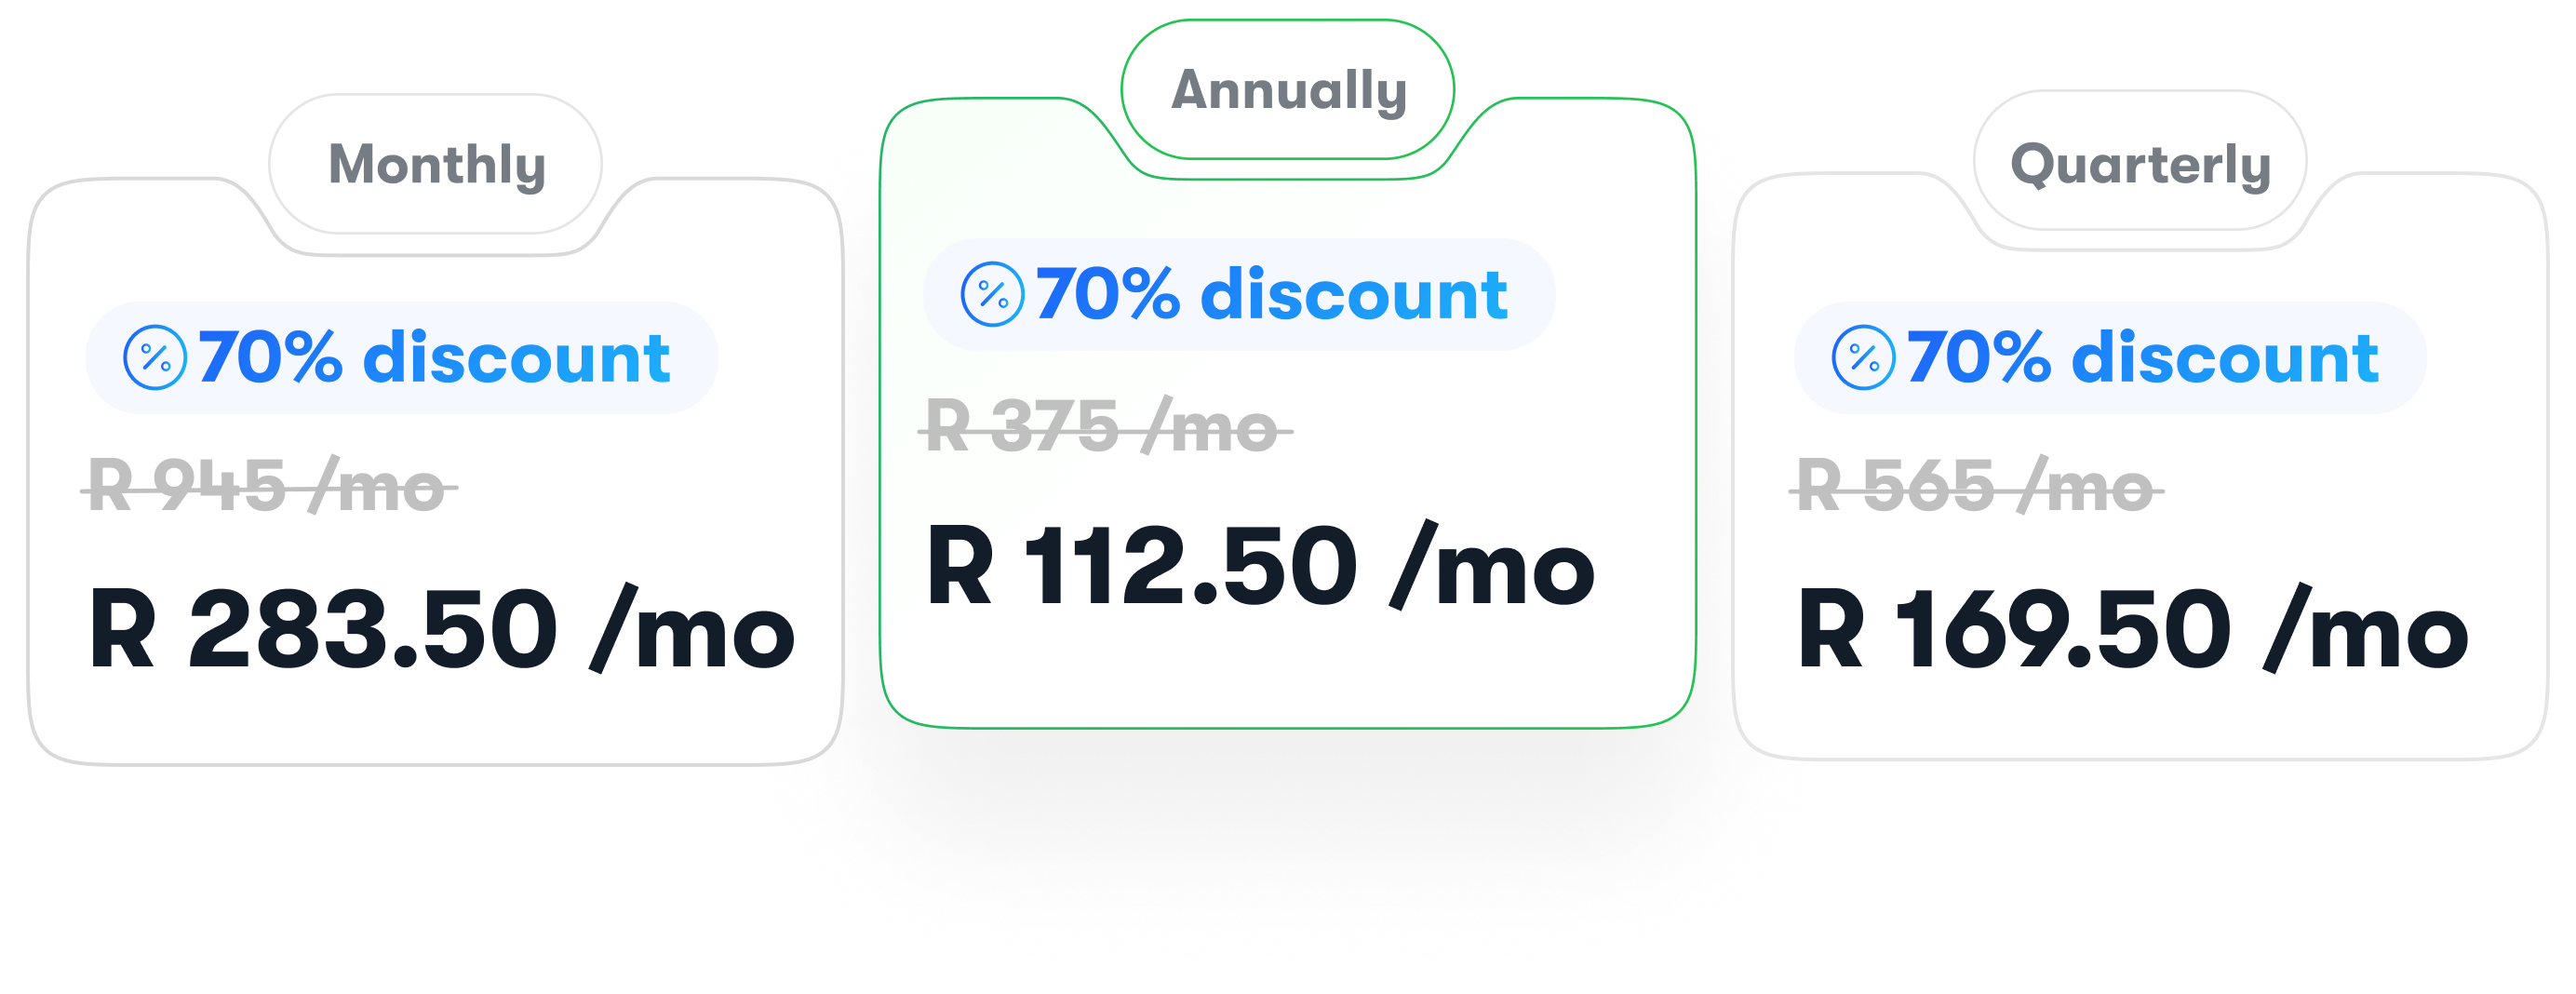 Monthly
70% discount
R 945 /mo
R 283.50 /mo
Annually
70% discount
R 375 /mo
R 112.50 /mo
Quarterly
70% discount
R 565 /mo
R 169.50 /mo